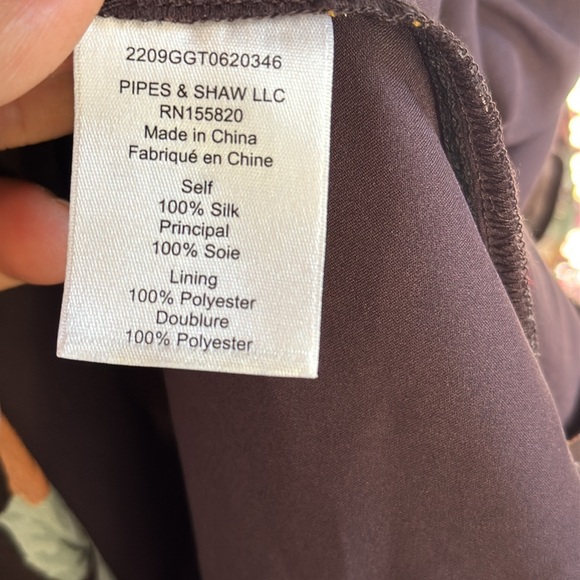 2209GGT0620346
PIPES & SHAW LLC
RN155820
Made in China
Fabriqué en Chine
Self
100% Silk
Principal
100% Soie
Lining
100% Polyester
Doublure
100% Polyester